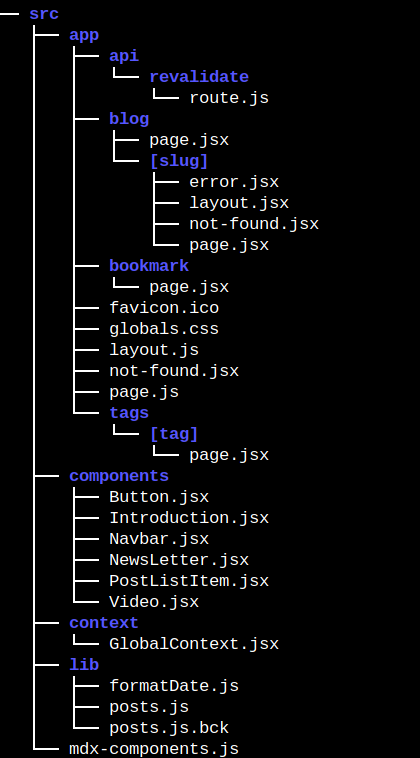 src
app
api
revalidate
route.js
blog
page.jsx
[slug]
error.jsx
layout.jsx
not-found.jsx
page.jsx
bookmark
page.jsx
favicon.ico
globals.css
layout.js
not-found.jsx
page.js
tags
[tag]
page.jsx
components
Button.jsx
Introduction.jsx
Navbar.jsx
NewsLetter.jsx
PostListItem.jsx
Video.jsx
context
GlobalContext.jsx
lib
formatDate.js
posts.js
posts.js.bck
mdx-components.js